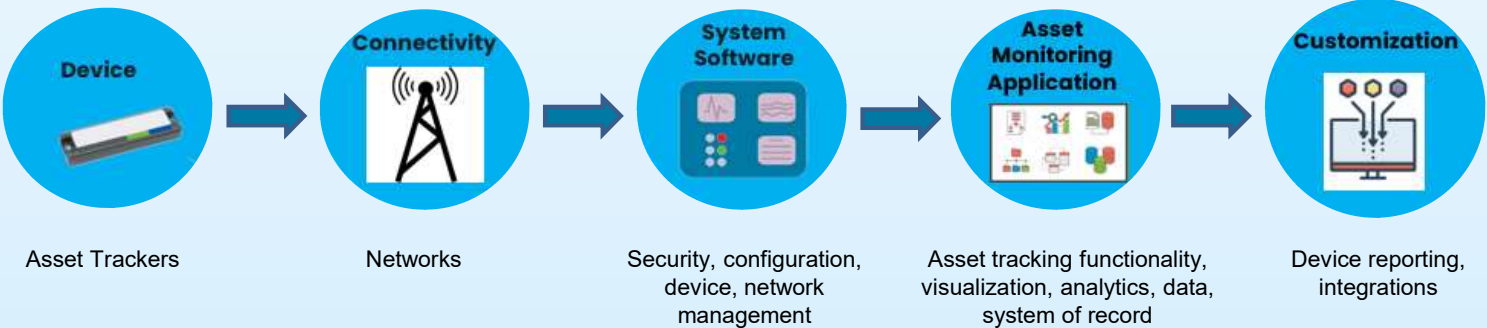 Device
Connectivity
System
Software
Asset
Monitoring
Application
Customization
Asset Trackers
Networks
Security, configuration,
device, network
management
Asset tracking functionality,
visualization, analytics, data,
system of record
Device reporting,
integrations